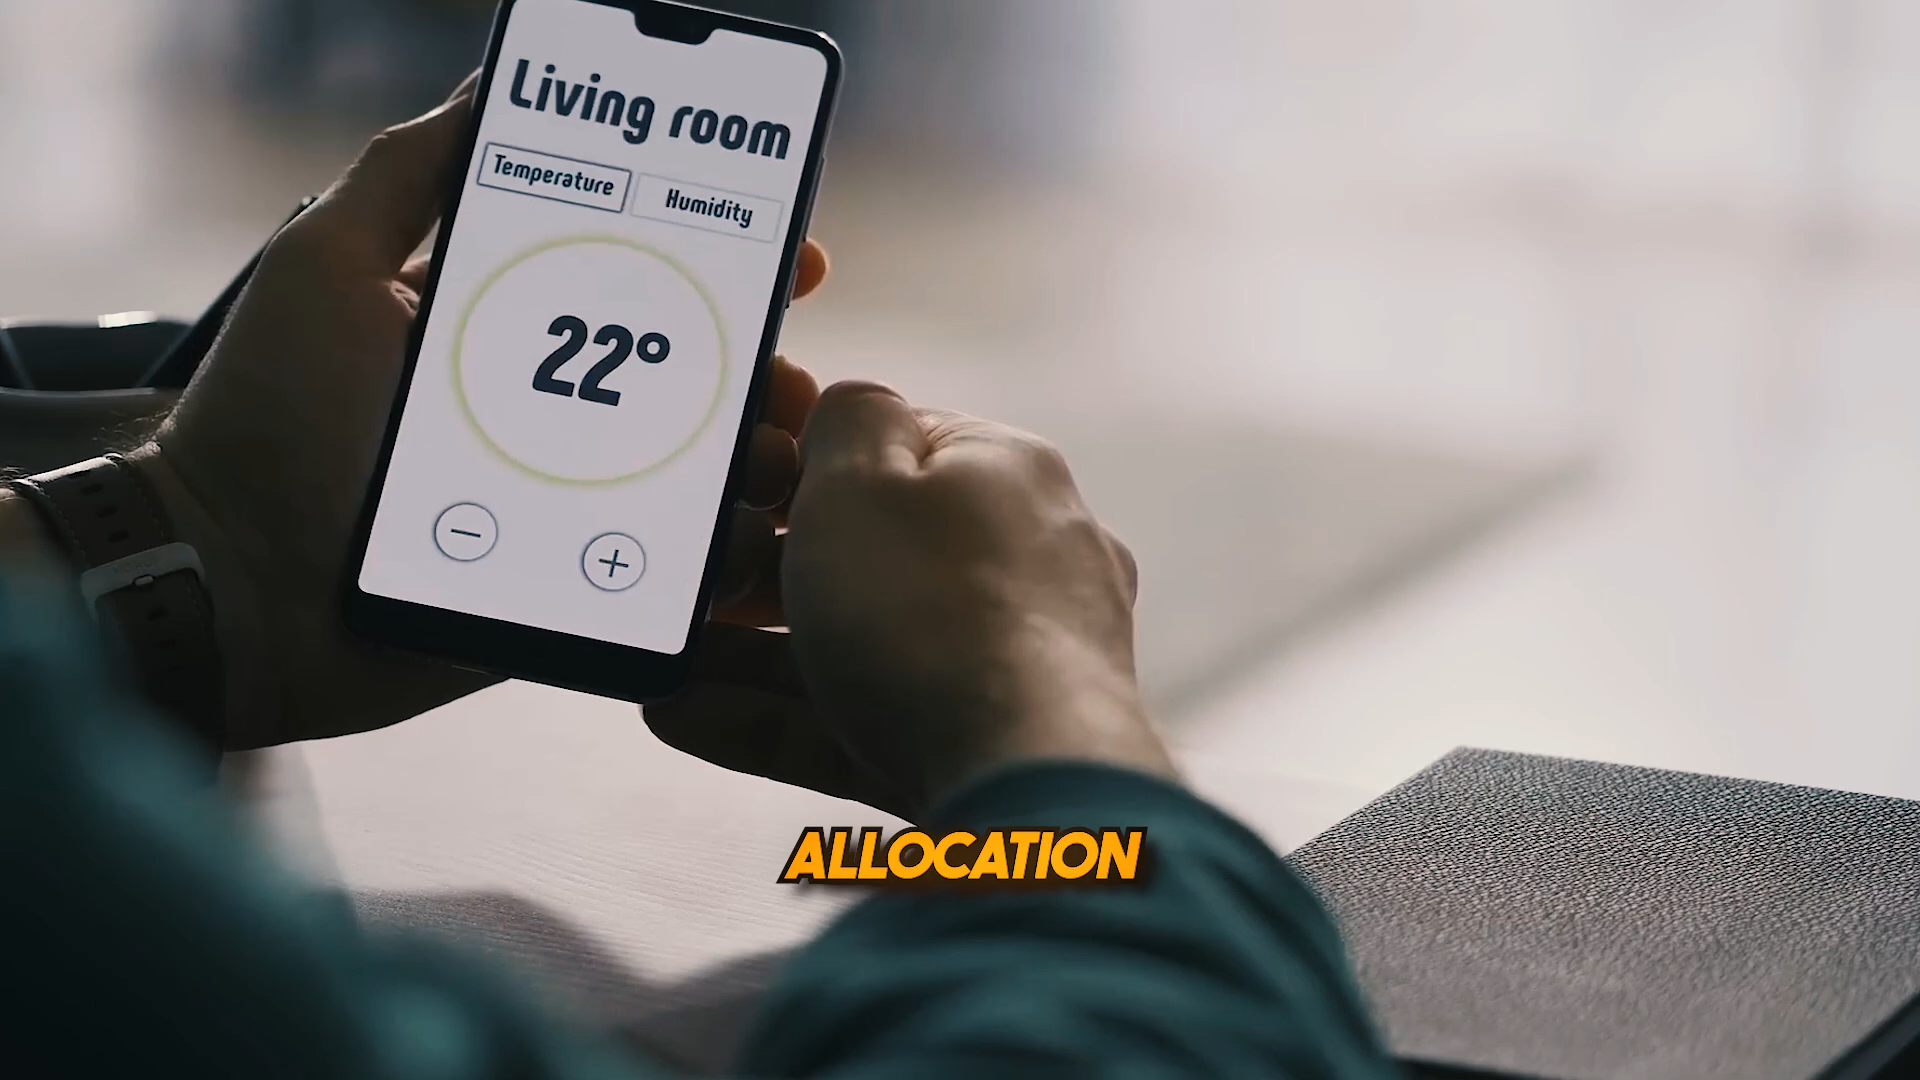 Living room
Temperature
Humidity
22°
ALLOCATION